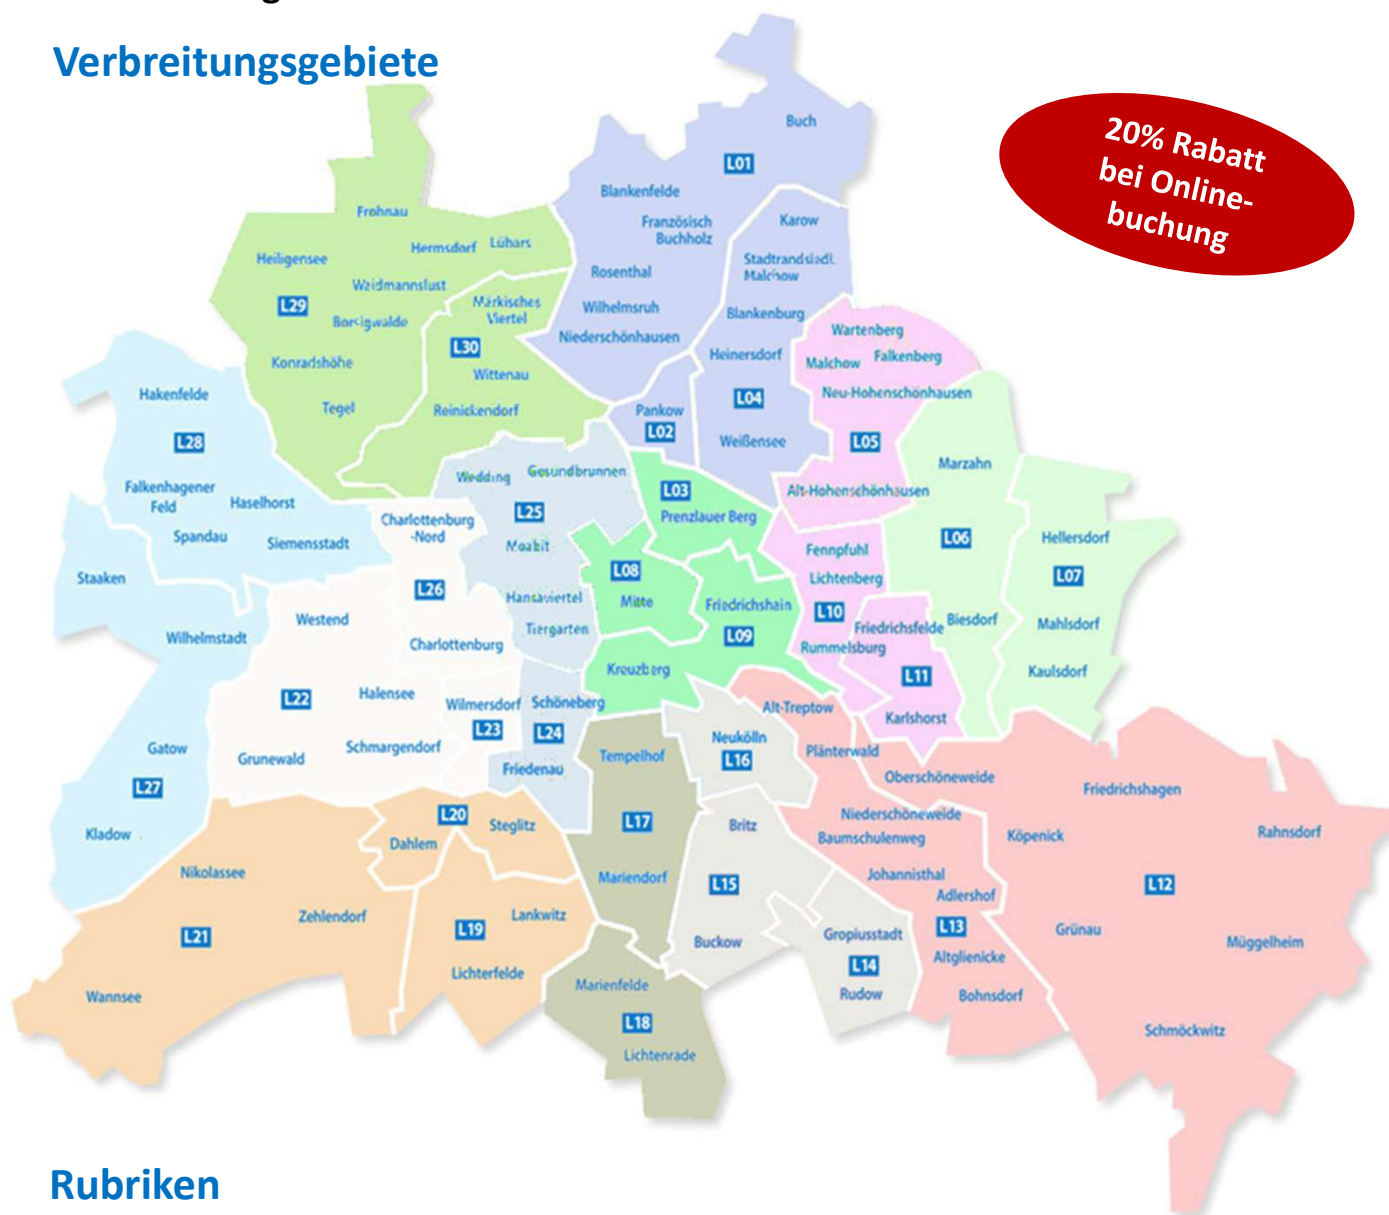 Verbreitungsgebiete
20% Rabatt
bei Online-
buchung
Buch
L01
Blankenfelde
Französisch
Buchholz
Rosenthal
Wilhelmsruh
Niederschönhausen
Karow
Stadtrandsiedl.
Malchow
Blankenburg
Heinersdorf
L04
Weißensee
Pankow
L02
Frohnau
Hermsdorf
Lübars
Heiligensee
Waidmannslust
L29
Borsigwalde
Konradshöhe
Tegel
Märkisches
Viertel
L30
Wittenau
Reinickendorf
Wartenberg
Malchow
Falkenberg
Neu-Hohenschönhausen
L05
Alt-Hohenschönhausen
Marzahn
L06
Biesdorf
Hellersdorf
L07
Mahlsdorf
Kaulsdorf
Hakenfelde
L28
Falkenhagener
Feld
Haselhorst
Spandau
Siemensstadt
Staaken
Wilhelmstadt
Gatow
L27
Kladow
Wedding
Gesundbrunnen
L25
Moabit
Hansaviertel
Tiergarten
L03
Prenzlauer Berg
L08
Mitte
Friedrichshain
L09
Kreuzberg
Fennpfuhl
Lichtenberg
L10
Rummelsburg
Friedrichsfelde
L11
Karlshorst
Charlottenburg
-Nord
L26
Charlottenburg
Westend
Halensee
L22
Grunewald
Schmargendorf
Wilmersdorf
L23
Schöneberg
L24
Friedenau
Tempelhof
L17
Mariendorf
Neukölln
L16
Britz
L15
Buckow
Gropiusstadt
L14
Rudow
Alt-Treptow
Plänterwald
Oberschöneweide
Niederschöneweide
Baumschulenweg
Johannisthal
Adlershof
L13
Altglienicke
Bohnsdorf
Friedrichshagen
Köpenick
Rahnsdorf
L12
Grünau
Müggelheim
Schmöckwitz
L20
Steglitz
Dahlem
Nikolassee
Zehlendorf
L21
Wannsee
Lankwitz
L19
Lichterfelde
Marienfelde
L18
Lichtenrade
Rubriken